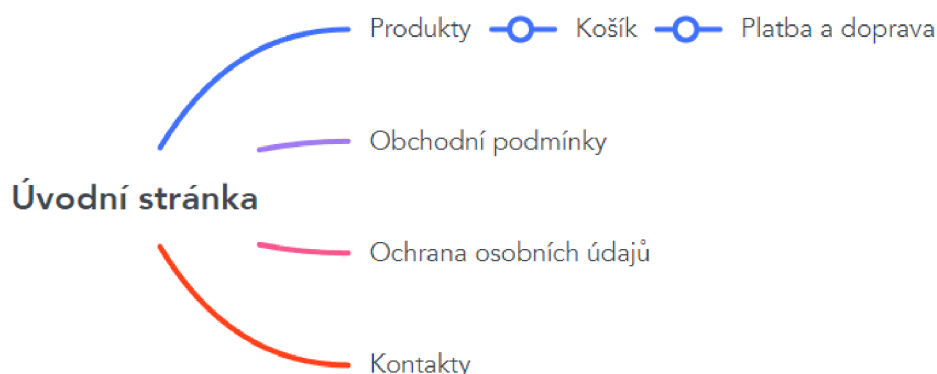 Produkty
Košík
Platba a doprava
Obchodní podmínky
Úvodní stránka
Ochrana osobních údajů
Kontakty